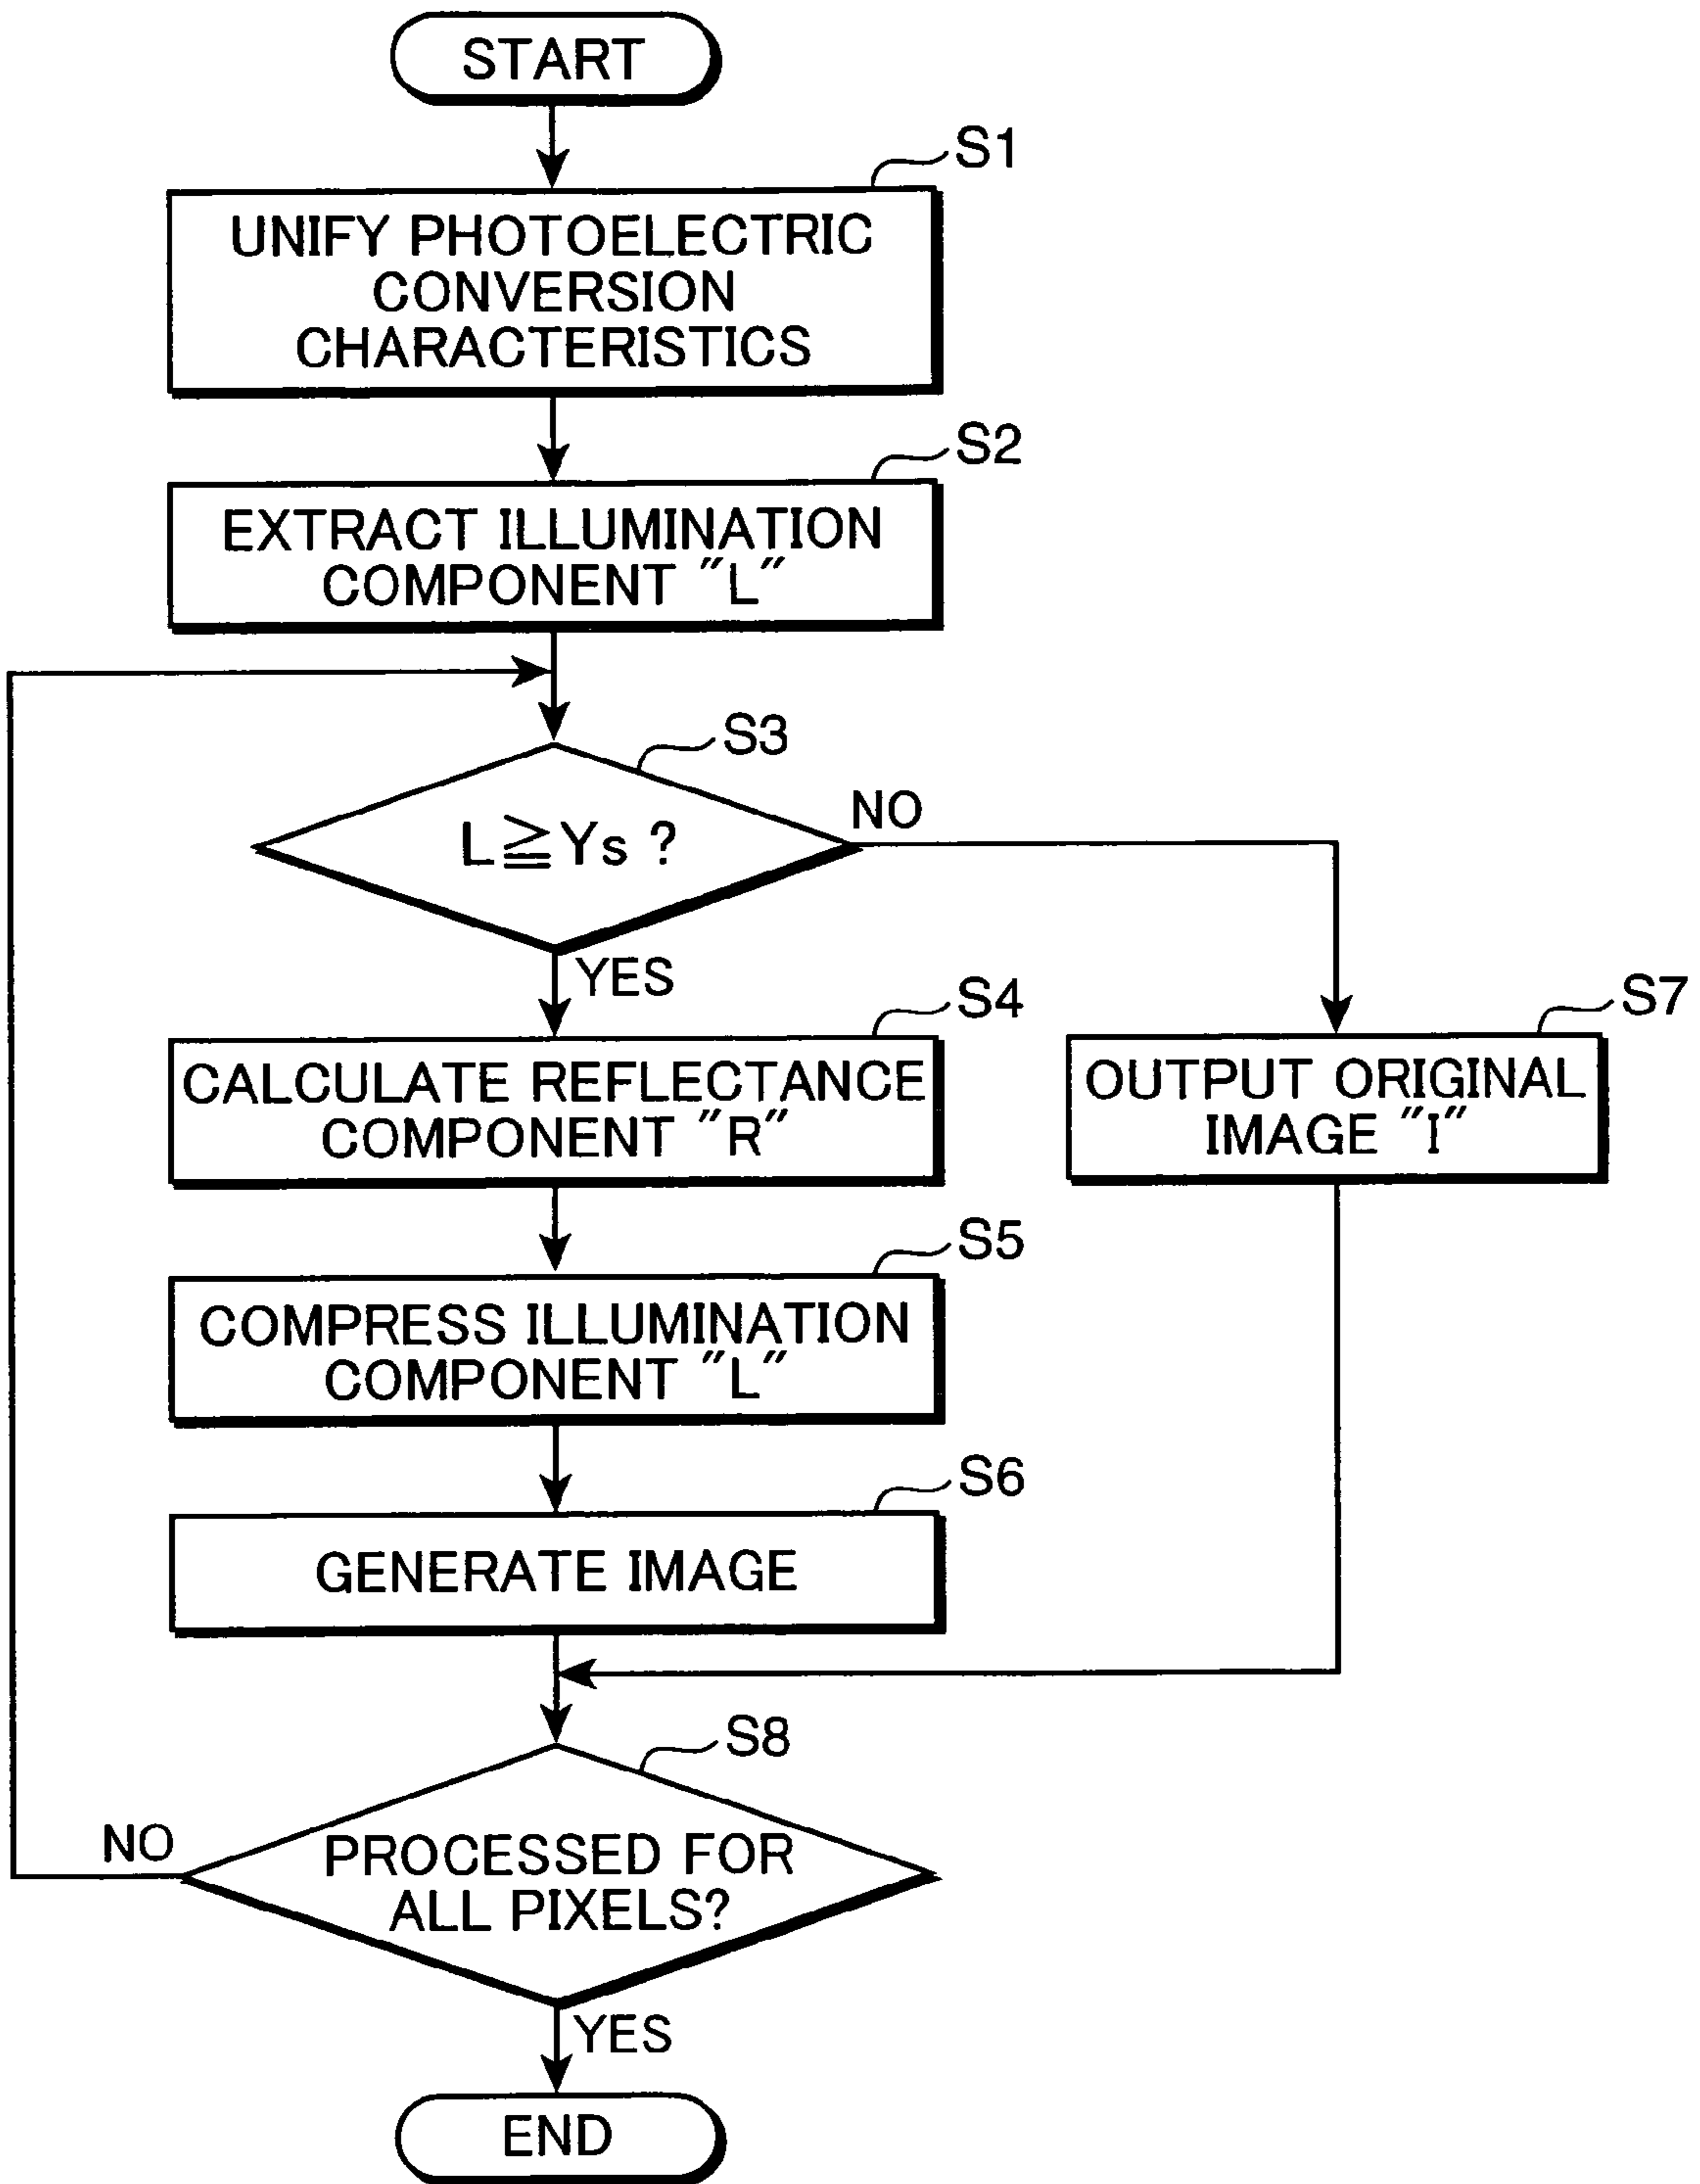 START
S1
UNIFY PHOTOELECTRIC
CONVERSION
CHARACTERISTICS
S2
EXTRACT ILLUMINATION
COMPONENT "L"
S3
L≧Ys ?
NO
YES
S4
CALCULATE REFLECTANCE
COMPONENT "R"
S7
OUTPUT ORIGINAL
IMAGE "I"
S5
COMPRESS ILLUMINATION
COMPONENT "L"
S6
GENERATE IMAGE
S8
NO
PROCESSED FOR
ALL PIXELS?
YES
END